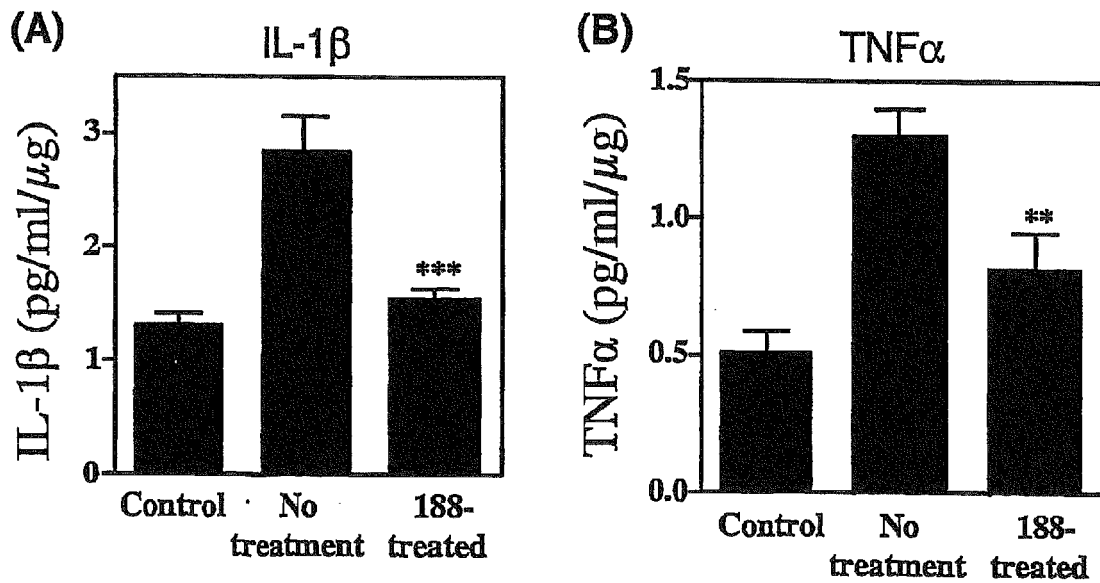 (A)
IL-1β
IL-1β (pg/ml/µg)
3
2
1
0
***
Control
No
treatment
188-
treated
(B)
TNFα
TNFα (pg/ml/µg)
1.5
1.0
0.5
0.0
**
Control
No
treatment
188-
treated